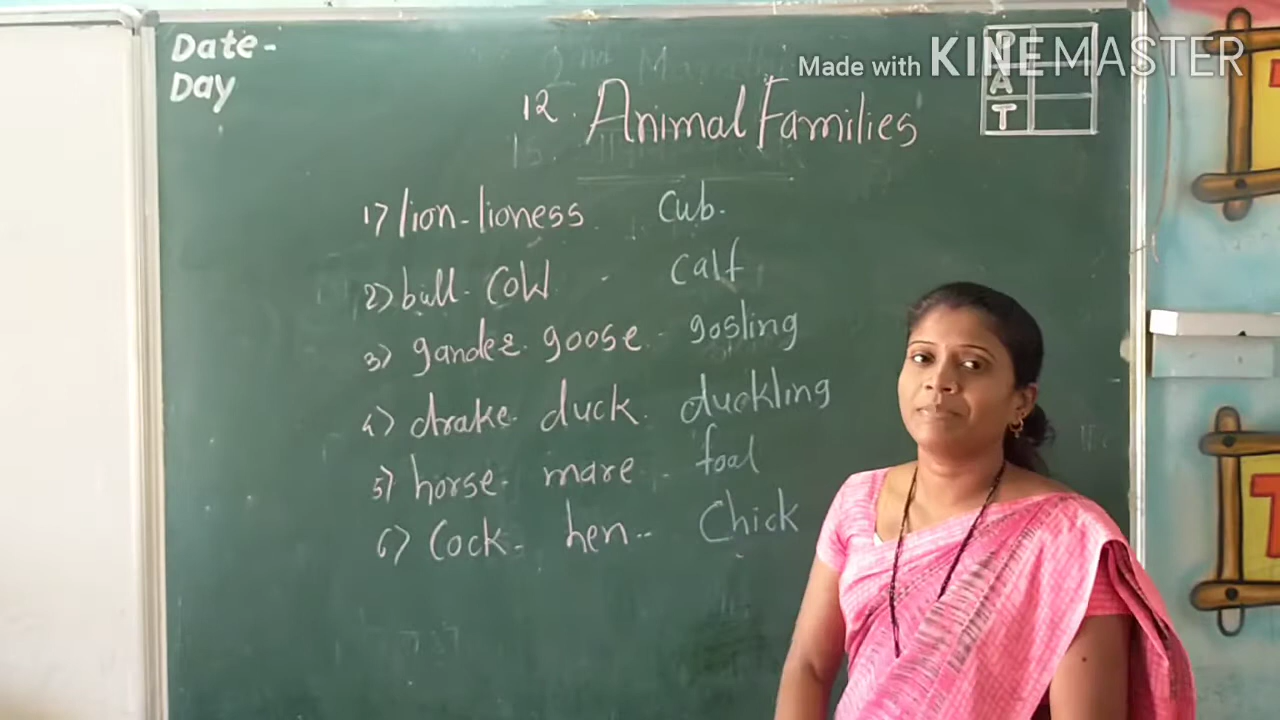 Date-
Day
Made with KINEMASTER
P
A
T
12. Animal Families
1) lion - lioness Cub.
2) bull - Cow - calf
3) gander - goose - gosling
4) drake - duck - duckling
5) horse - mare - foal
6) Cock - hen - Chick